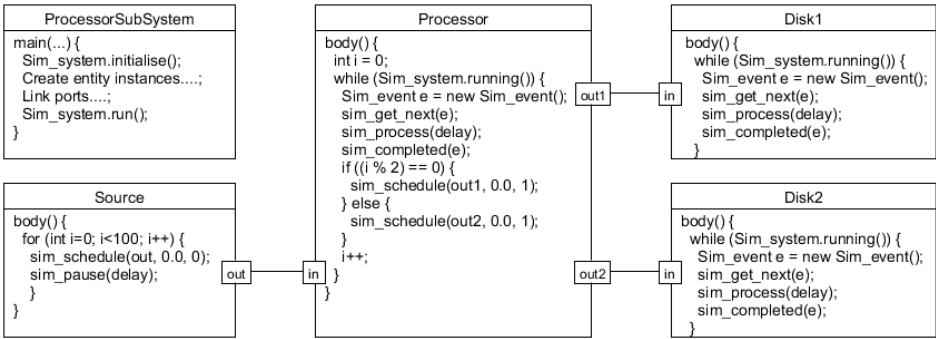 ProcessorSubSystem
main(...) {
Sim_system.initialise();
Create entity instances....;
Link ports....;
Sim_system.run();
}
Source
body() {
for (int i=0; i<100; i++) {
sim_schedule(out, 0.0, 0);
sim_pause(delay);
}
}
out
Processor
body() {
int i = 0;
while (Sim_system.running()) {
Sim_event e = new Sim_event();
sim_get_next(e);
sim_process(delay);
sim_completed(e);
if ((i % 2) == 0) {
sim_schedule(out1, 0.0, 1);
} else {
sim_schedule(out2, 0.0, 1);
}
i++;
}
}
in
out1
out2
Disk1
body() {
while (Sim_system.running()) {
Sim_event e = new Sim_event();
sim_get_next(e);
sim_process(delay);
sim_completed(e);
}
in
Disk2
body() {
while (Sim_system.running()) {
Sim_event e = new Sim_event();
sim_get_next(e);
sim_process(delay);
sim_completed(e);
}
in